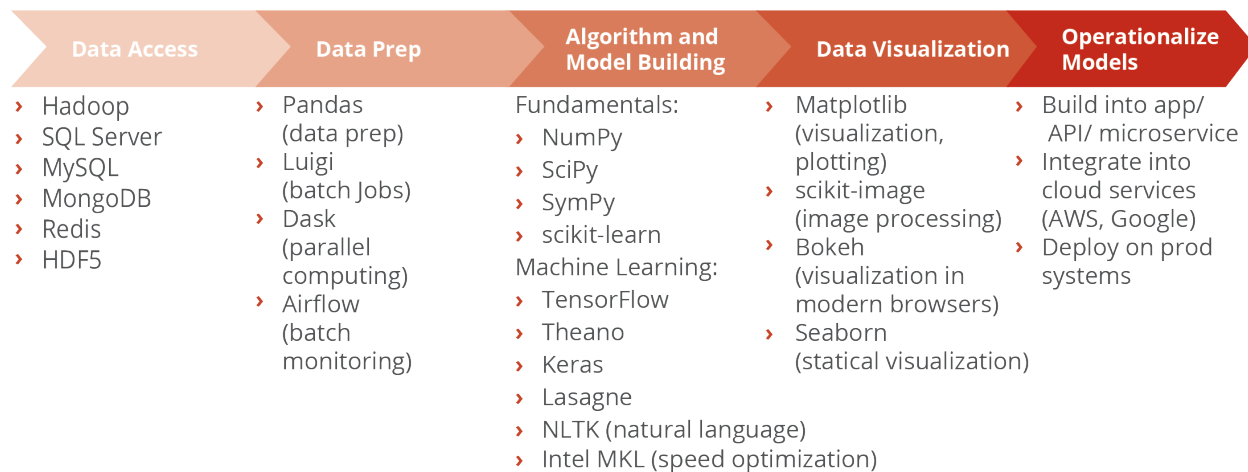 Data Access
Hadoop
SQL Server
MySQL
MongoDB
Redis
HDF5
Data Prep
Pandas
(data prep)
Luigi
(batch Jobs)
Dask
(parallel
computing)
Airflow
(batch
monitoring)
Algorithm and
Model Building
Fundamentals:
NumPy
SciPy
SymPy
scikit-learn
Machine Learning:
TensorFlow
Theano
Keras
Lasagne
NLTK (natural language)
Intel MKL (speed optimization)
Data Visualization
Matplotlib
(visualization,
plotting)
scikit-image
(image processing)
Bokeh
(visualization in
modern browsers)
Seaborn
(statical visualization)
Operationalize
Models
Build into app/
API/ microservice
Integrate into
cloud services
(AWS, Google)
Deploy on prod
systems